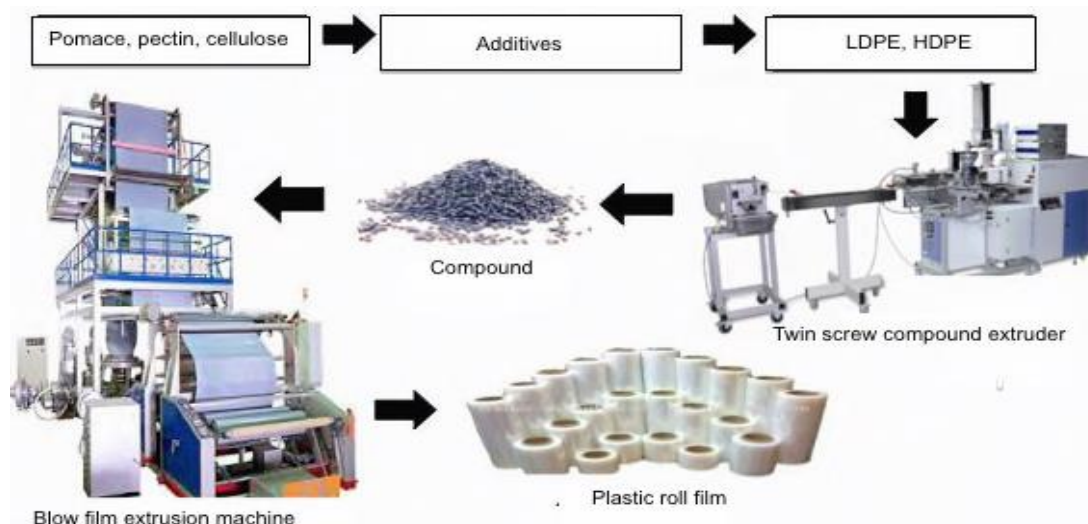 Pomace, pectin, cellulose
Additives
LDPE, HDPE
Compound
Twin screw compound extruder
Plastic roll film
Blow film extrusion machine